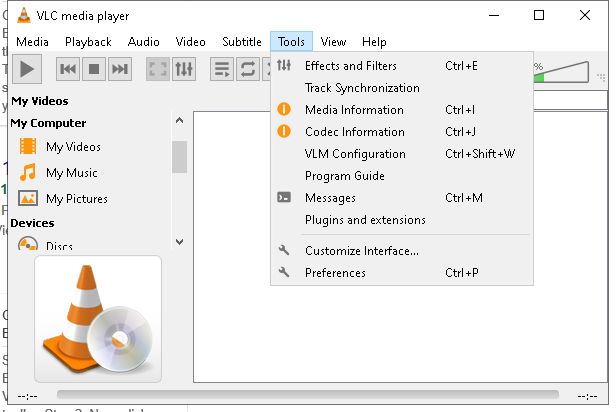 VLC media player
Media Playback Audio Video Subtitle Tools View Help
%
My Videos
My Computer
My Videos
My Music
My Pictures
Devices
Discs
Effects and Filters Ctrl+E
Track Synchronization
Media Information Ctrl+I
Codec Information Ctrl+J
VLM Configuration Ctrl+Shift+W
Program Guide
Messages Ctrl+M
Plugins and extensions
Customize Interface...
Preferences Ctrl+P
--:-- --:--